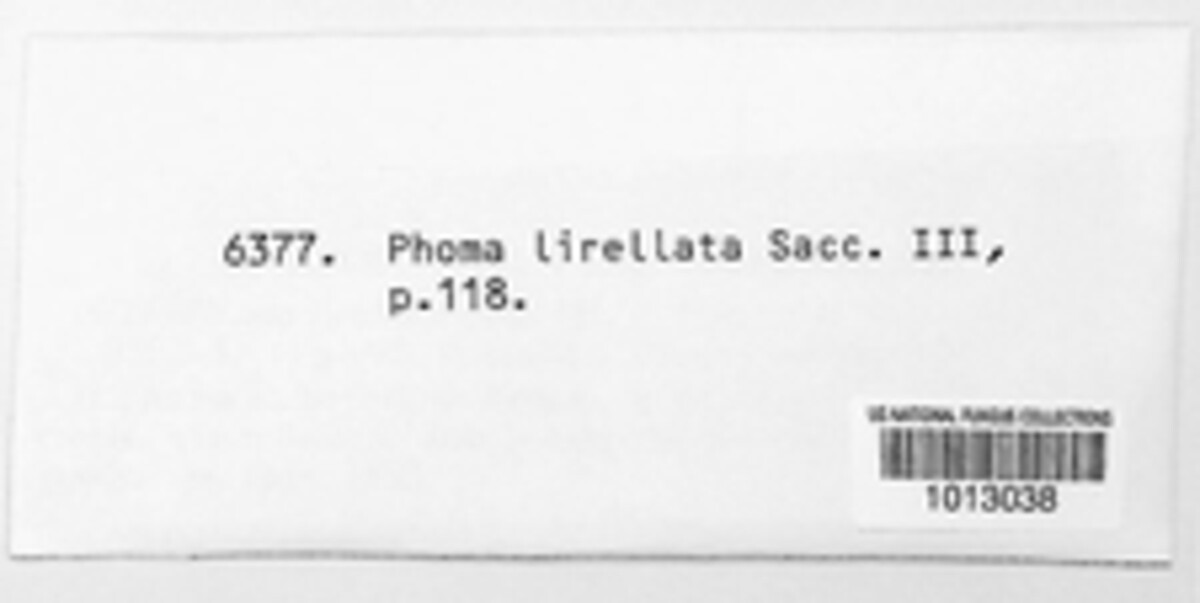 6377. Phoma lirellata Sacc. III,
p.118.
US NATIONAL FUNGUS COLLECTIONS
1013038